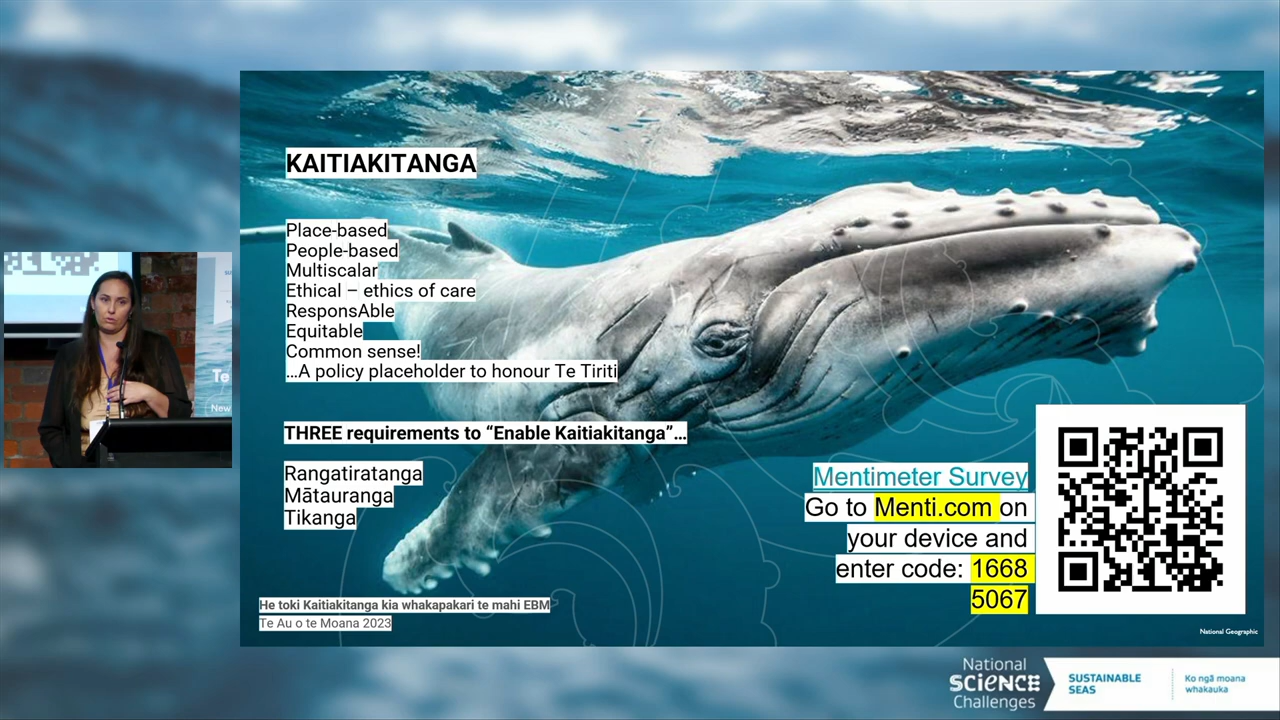 KAITIAKITANGA
Place-based
People-based
Multiscalar
Ethical – ethics of care
ResponsAble
Equitable
Common sense!
...A policy placeholder to honour Te Tiriti
THREE requirements to “Enable Kaitiakitanga”...
Rangatiratanga
Mātauranga
Tikanga
He toki Kaitiakitanga kia whakapakari te mahi EBM
Te Au o te Moana 2023
Mentimeter Survey
Go to Menti.com on
your device and
enter code: 1668
5067
National Geographic
Te
New
National
SCIENCE
Challenges
SUSTAINABLE
SEAS
Ko ngā moana
whakauka